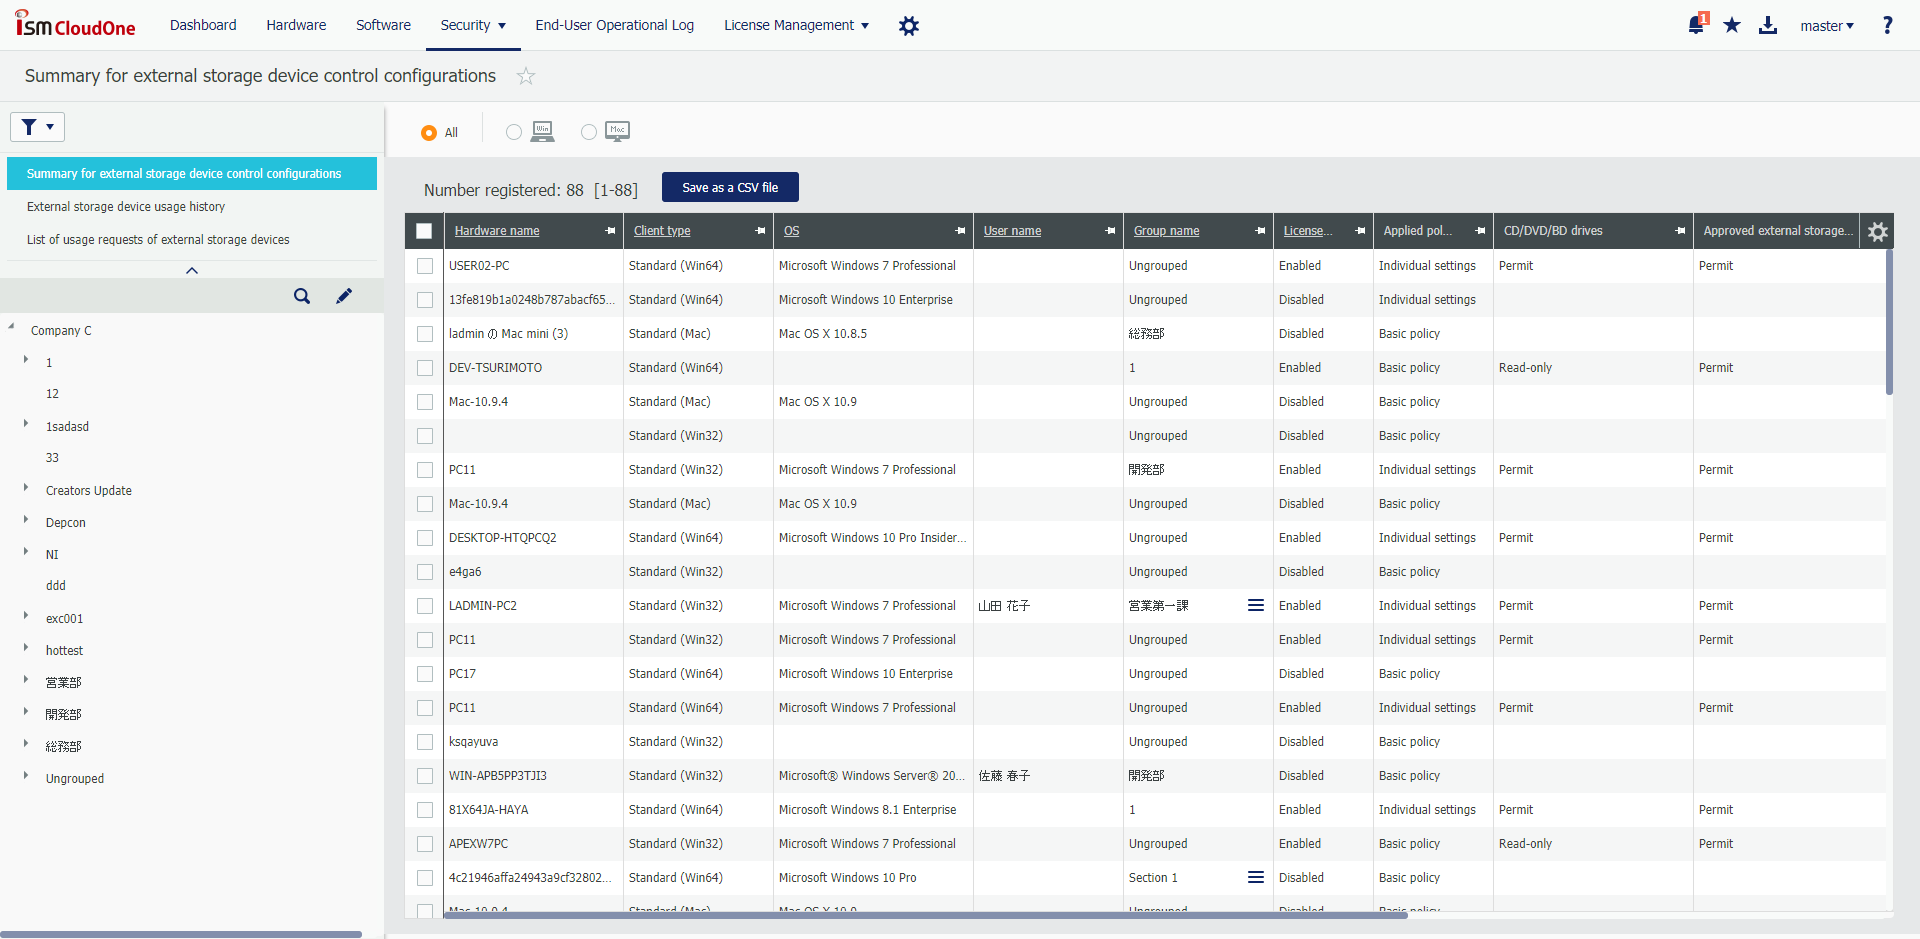 ism CloudOne Dashboard Hardware Software Security End-User Operational Log License Management 1 master ?
Summary for external storage device control configurations
Summary for external storage device control configurations
External storage device usage history
List of usage requests of external storage devices
Company C
1
12
1sadasd
33
Creators Update
Depcon
NI
ddd
exc001
hottest
営業部
開発部
総務部
Ungrouped
All Win Mac
Number registered: 88 [1-88] Save as a CSV file
Hardware name Client type OS User name Group name License... Applied pol... CD/DVD/BD drives Approved external storage...
USER02-PC Standard (Win64) Microsoft Windows 7 Professional Ungrouped Enabled Individual settings Permit Permit
13fe819b1a0248b787abacf65... Standard (Win64) Microsoft Windows 10 Enterprise Ungrouped Disabled Individual settings
ladmin の Mac mini (3) Standard (Mac) Mac OS X 10.8.5 総務部 Disabled Basic policy
DEV-TSURIMOTO Standard (Win64) 1 Enabled Basic policy Read-only Permit
Mac-10.9.4 Standard (Mac) Mac OS X 10.9 Ungrouped Disabled Basic policy
Standard (Win32) Ungrouped Disabled Basic policy
PC11 Standard (Win32) Microsoft Windows 7 Professional 開発部 Enabled Individual settings Permit Permit
Mac-10.9.4 Standard (Mac) Mac OS X 10.9 Ungrouped Disabled Basic policy
DESKTOP-HTQPCQ2 Standard (Win64) Microsoft Windows 10 Pro Insider... Ungrouped Enabled Individual settings Permit Permit
e4ga6 Standard (Win32) Ungrouped Disabled Basic policy
LADMIN-PC2 Standard (Win32) Microsoft Windows 7 Professional 山田 花子 営業第一課 Enabled Individual settings Permit Permit
PC11 Standard (Win32) Microsoft Windows 7 Professional Ungrouped Enabled Individual settings Permit Permit
PC17 Standard (Win64) Microsoft Windows 10 Enterprise Ungrouped Disabled Basic policy
PC11 Standard (Win64) Microsoft Windows 7 Professional Ungrouped Enabled Individual settings Permit Permit
ksqayuva Standard (Win32) Ungrouped Disabled Basic policy
WIN-APB5PP3TJI3 Standard (Win32) Microsoft® Windows Server® 20... 佐藤 春子 開発部 Disabled Basic policy
81X64JA-HAYA Standard (Win64) Microsoft Windows 8.1 Enterprise 1 Enabled Individual settings Permit Permit
APEXW7PC Standard (Win32) Microsoft Windows 7 Professional Ungrouped Enabled Basic policy Read-only Permit
4c21946affa24943a9cf32802... Standard (Win64) Microsoft Windows 10 Pro Section 1 Disabled Basic policy
Standard (Mac) Mac OS X Ungrouped Disabled Basic policy